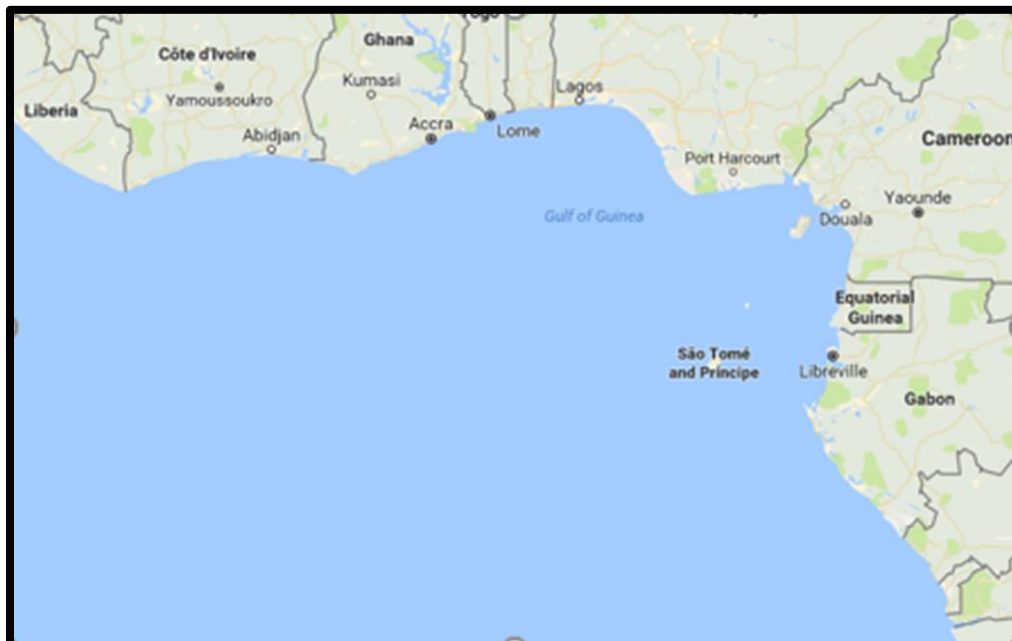 Togo
Ghana
Côte d'Ivoire
Kumasi
Lagos
Yamoussoukro
Liberia
Accra
Lome
Abidjan
Cameroon
Port Harcourt
Yaounde
Douala
Gulf of Guinea
Equatorial
Guinea
São Tomé
and Príncipe
Libreville
Gabon